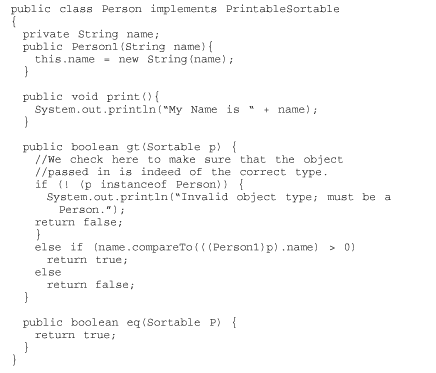 public class Person implements PrintableSortable
{
private String name;
public Person1(String name){
this.name = new String(name);
}
public void print(){
System.out.println("My Name is " + name);
}
public boolean gt(Sortable p) {
//We check here to make sure that the object
//passed in is indeed of the correct type.
if (! (p instanceof Person)) {
System.out.println("Invalid object type; must be a
Person.");
return false;
}
else if (name.compareTo(((Person1)p).name) > 0)
return true;
else
return false;
}
public boolean eq(Sortable P) {
return true;
}
}